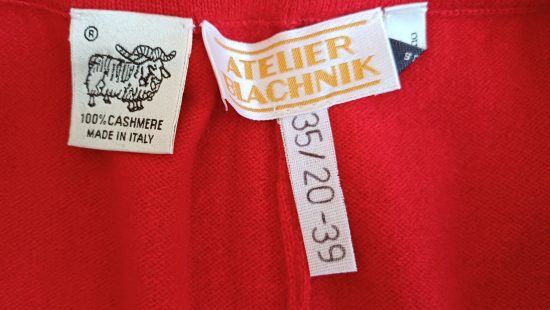 ®
100% CASHMERE
MADE IN ITALY
ATELIER
BLACHNIK
35/20-39